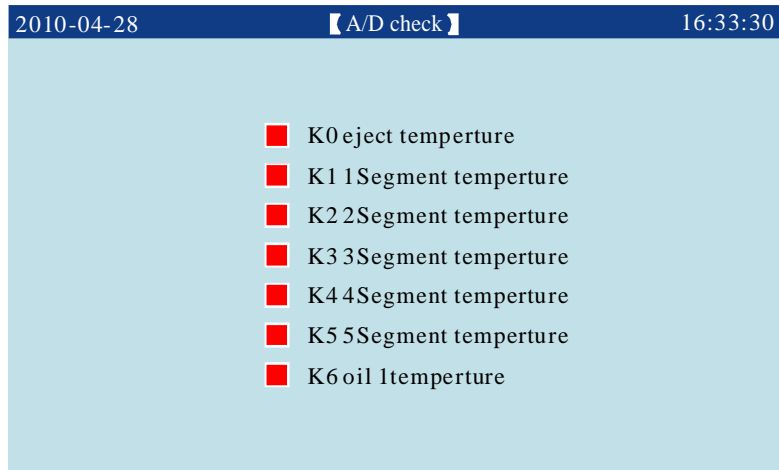 2010-04-28 【A/D check】 16:33:30
K0 eject temperture
K1 1Segment temperture
K2 2Segment temperture
K3 3Segment temperture
K4 4Segment temperture
K5 5Segment temperture
K6 oil 1temperture